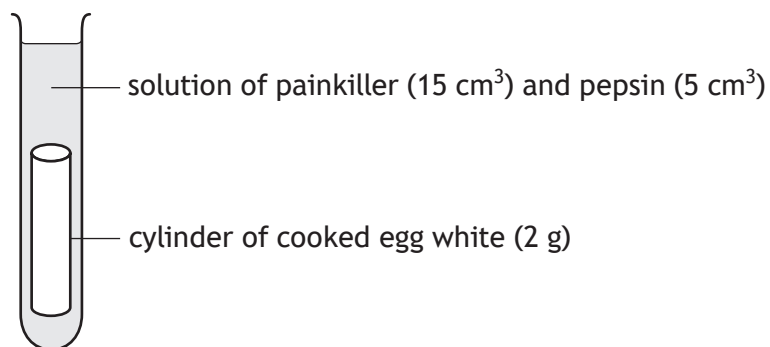 solution of painkiller (15 cm³) and pepsin (5 cm³)
cylinder of cooked egg white (2 g)